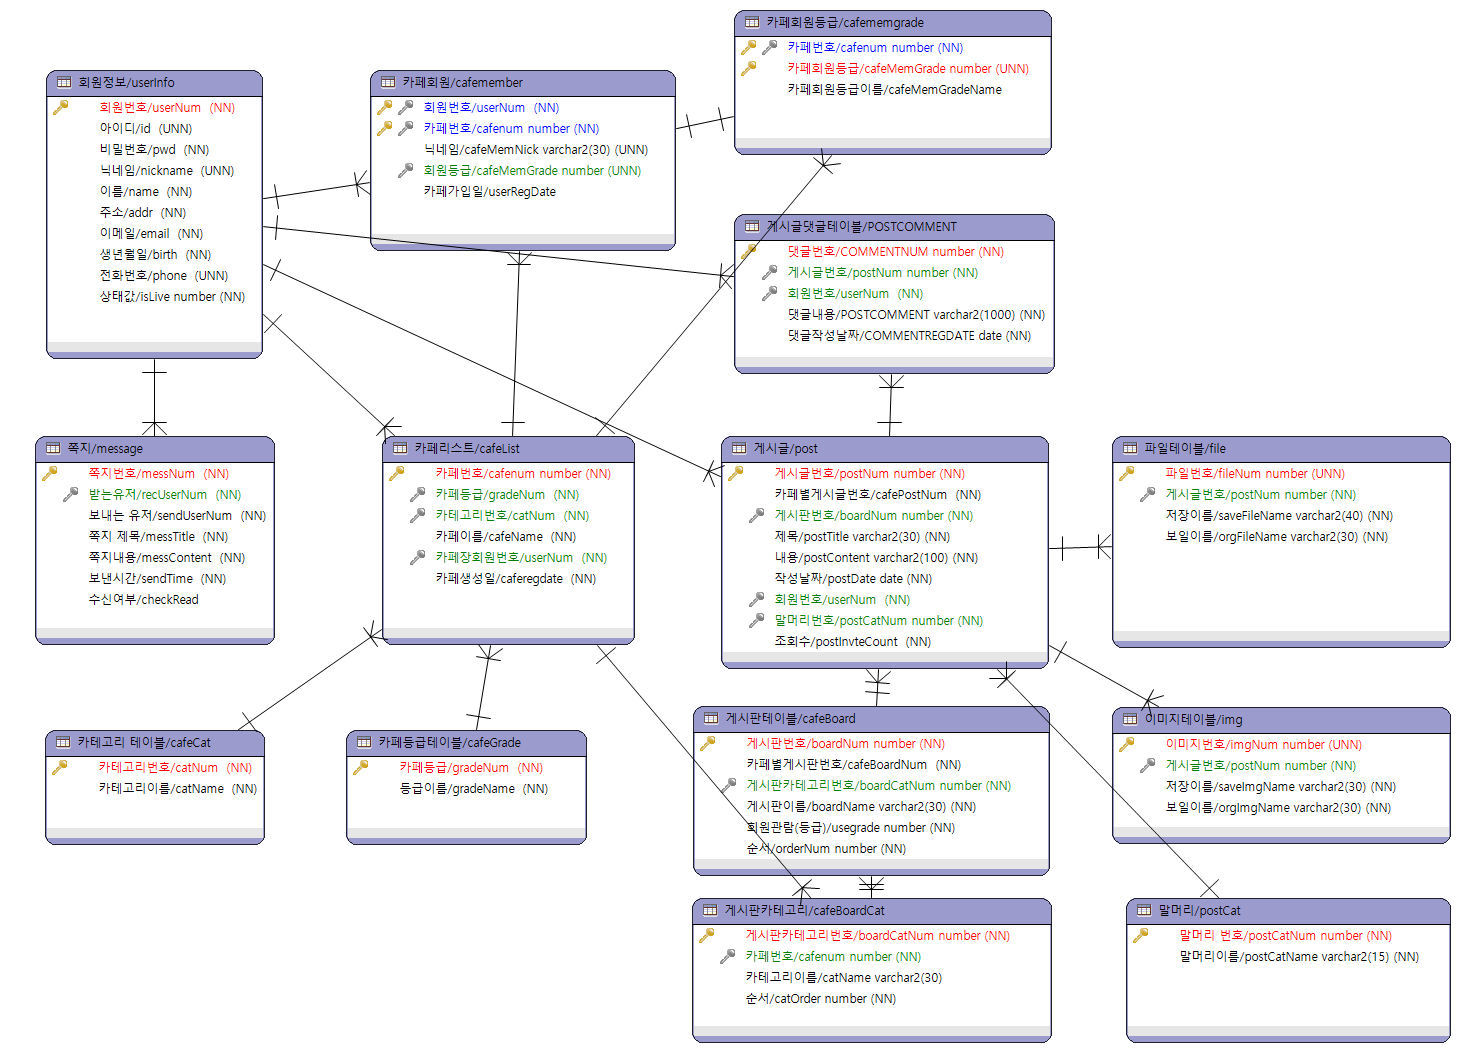 회원정보/userInfo
회원번호/userNum (NN)
아이디/id (UNN)
비밀번호/pwd (NN)
닉네임/nickname (UNN)
이름/name (NN)
주소/addr (NN)
이메일/email (NN)
생년월일/birth (NN)
전화번호/phone (UNN)
상태값/isLive number (NN)
카페회원/cafemember
회원번호/userNum (NN)
카페번호/cafenum number (NN)
닉네임/cafeMemNick varchar2(30) (UNN)
회원등급/cafeMemGrade number (UNN)
카페가입일/userRegDate
카페회원등급/cafememgrade
카페번호/cafenum number (NN)
카페회원등급/cafeMemGrade number (UNN)
카페회원등급이름/cafeMemGradeName
게시글댓글테이블/POSTCOMMENT
댓글번호/COMMENTNUM number (NN)
게시글번호/postNum number (NN)
회원번호/userNum (NN)
댓글내용/POSTCOMMENT varchar2(1000) (NN)
댓글작성날짜/COMMENTREGDATE date (NN)
쪽지/message
쪽지번호/messNum (NN)
받는유저/recUserNum (NN)
보내는 유저/sendUserNum (NN)
쪽지 제목/messTitle (NN)
쪽지내용/messContent (NN)
보낸시간/sendTime (NN)
수신여부/checkRead
카페리스트/cafeList
카페번호/cafenum number (NN)
카페등급/gradeNum (NN)
카테고리번호/catNum (NN)
카페이름/cafeName (NN)
카페장회원번호/userNum (NN)
카페생성일/caferegdate (NN)
게시글/post
게시글번호/postNum number (NN)
카페별게시글번호/cafePostNum (NN)
게시판번호/boardNum number (NN)
제목/postTitle varchar2(30) (NN)
내용/postContent varchar2(100) (NN)
작성날짜/postDate date (NN)
회원번호/userNum (NN)
말머리번호/postCatNum number (NN)
조회수/postInvteCount (NN)
파일테이블/file
파일번호/fileNum number (UNN)
게시글번호/postNum number (NN)
저장이름/saveFileName varchar2(40) (NN)
보일이름/orgFileName varchar2(30) (NN)
카테고리 테이블/cafeCat
카테고리번호/catNum (NN)
카테고리이름/catName (NN)
카페등급테이블/cafeGrade
카페등급/gradeNum (NN)
등급이름/gradeName (NN)
게시판테이블/cafeBoard
게시판번호/boardNum number (NN)
카페별게시판번호/cafeBoardNum (NN)
게시판카테고리번호/boardCatNum number (NN)
게시판이름/boardName varchar2(30) (NN)
회원관람(등급)/usegrade number (NN)
순서/orderNum number (NN)
이미지테이블/img
이미지번호/imgNum number (UNN)
게시글번호/postNum number (NN)
저장이름/saveImgName varchar2(30) (NN)
보일이름/orgImgName varchar2(30) (NN)
게시판카테고리/cafeBoardCat
게시판카테고리번호/boardCatNum number (NN)
카페번호/cafenum number (NN)
카테고리이름/catName varchar2(30)
순서/catOrder number (NN)
말머리/postCat
말머리 번호/postCatNum number (NN)
말머리이름/postCatName varchar2(15) (NN)